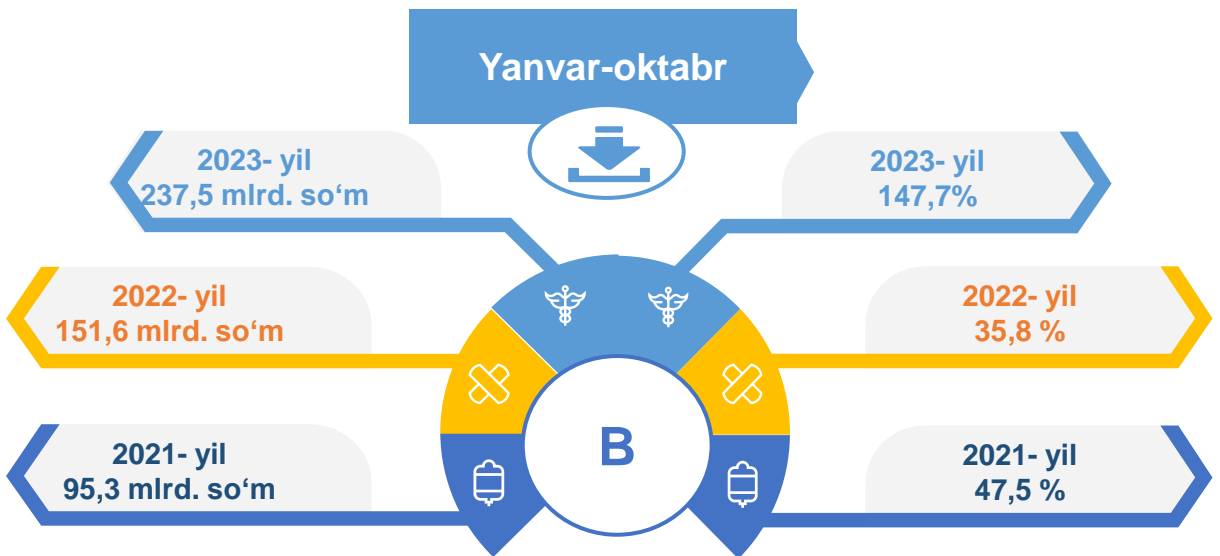 Yanvar-oktabr
2023- yil
237,5 mlrd. so‘m
2023- yil
147,7%
2022- yil
151,6 mlrd. so‘m
2022- yil
35,8 %
B
2021- yil
95,3 mlrd. so‘m
2021- yil
47,5 %